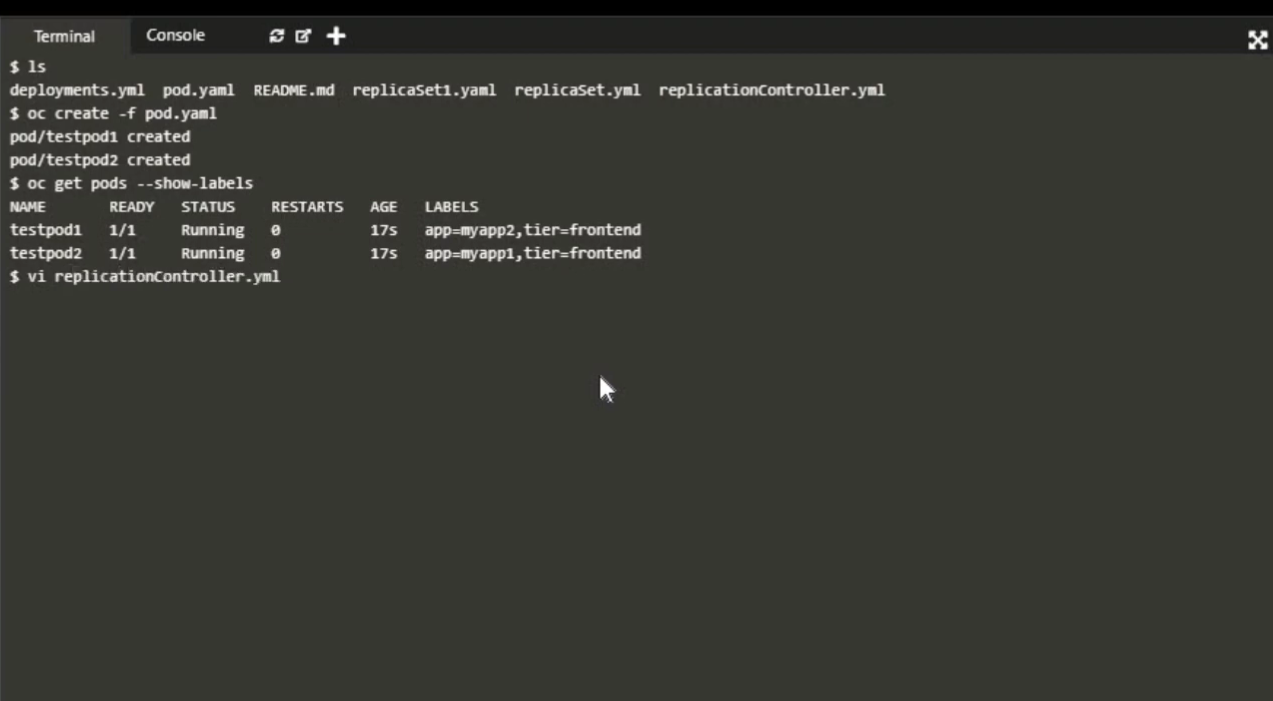 Terminal Console
$ ls
deployments.yml pod.yaml README.md replicaSet1.yaml replicaSet.yml replicationController.yml
$ oc create -f pod.yaml
pod/testpod1 created
pod/testpod2 created
$ oc get pods --show-labels
NAME READY STATUS RESTARTS AGE LABELS
testpod1 1/1 Running 0 17s app=myapp2,tier=frontend
testpod2 1/1 Running 0 17s app=myapp1,tier=frontend
$ vi replicationController.yml